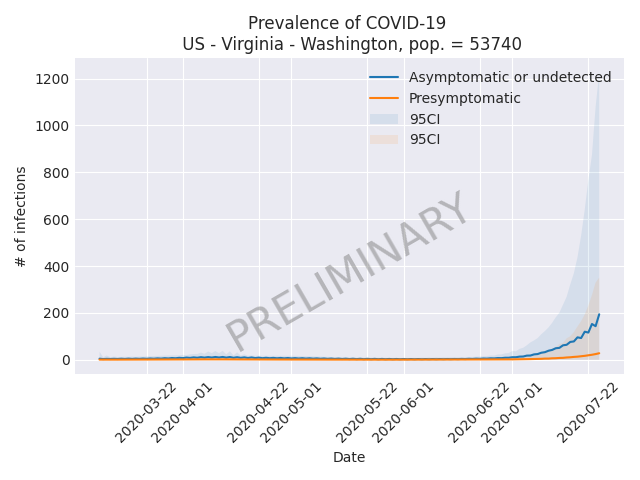 Prevalence of COVID-19
US - Virginia - Washington, pop. = 53740
Asymptomatic or undetected
Presymptomatic
95CI
95CI
1200
1000
800
600
400
200
0
# of infections
PRELIMINARY
2020-03-22
2020-04-01
2020-04-22
2020-05-01
2020-05-22
2020-06-01
2020-06-22
2020-07-01
2020-07-22
Date